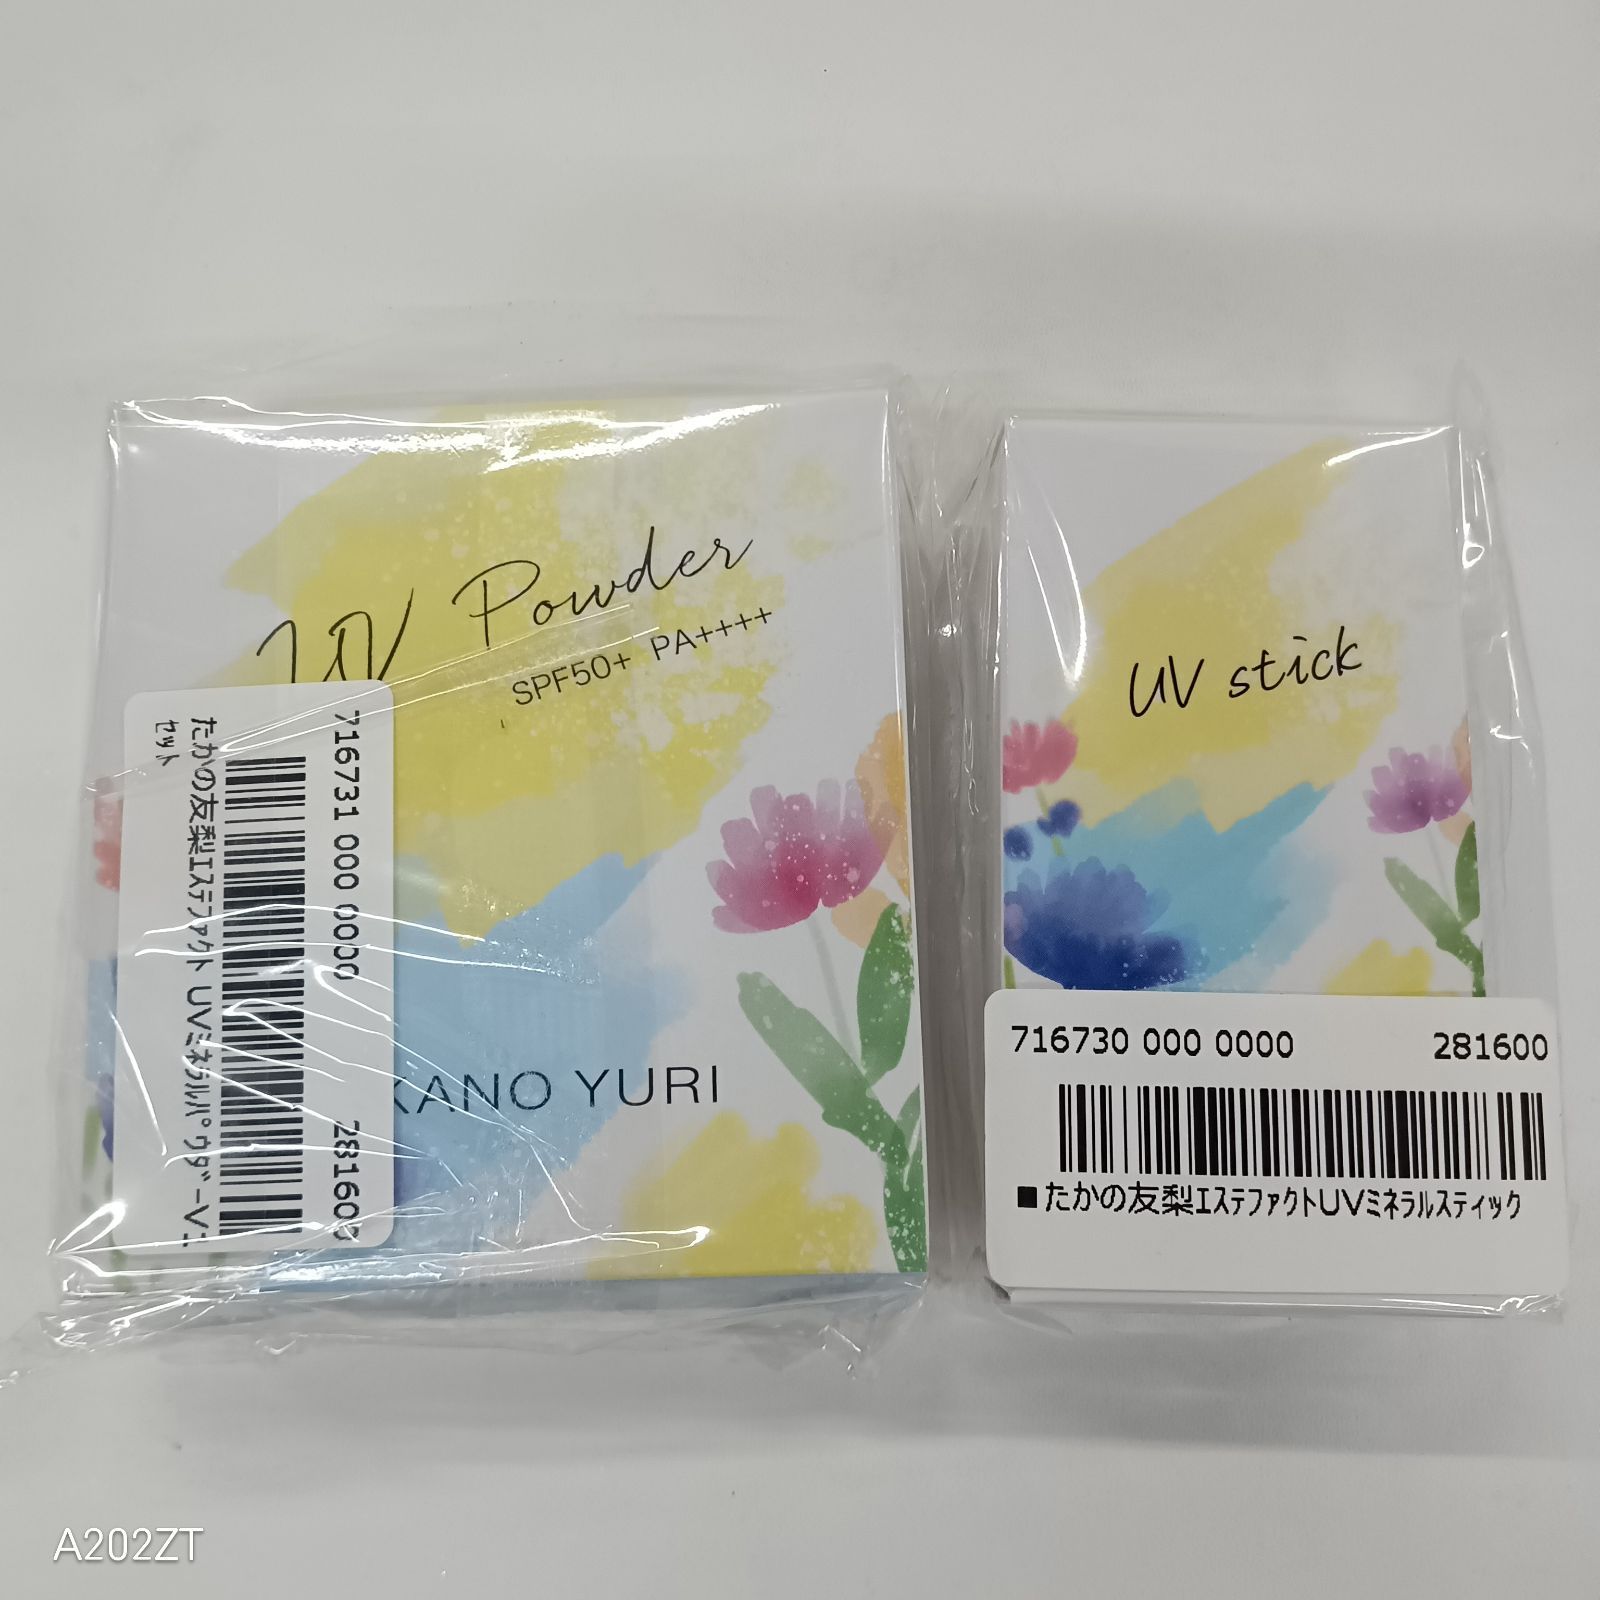 UV Powder
SPF50+ PA++++
KANO YURI
716731 000 0000 281600
たかの友梨ｴｽﾃﾌｧｸﾄ UVﾐﾈﾗﾙﾊﾟｳﾀﾞｰVﾆ
ｾｯﾄ
UV stick
716730 000 0000 281600
■たかの友梨ｴｽﾃﾌｧｸﾄUVﾐﾈﾗﾙｽﾃｨｯｸ
A202ZT